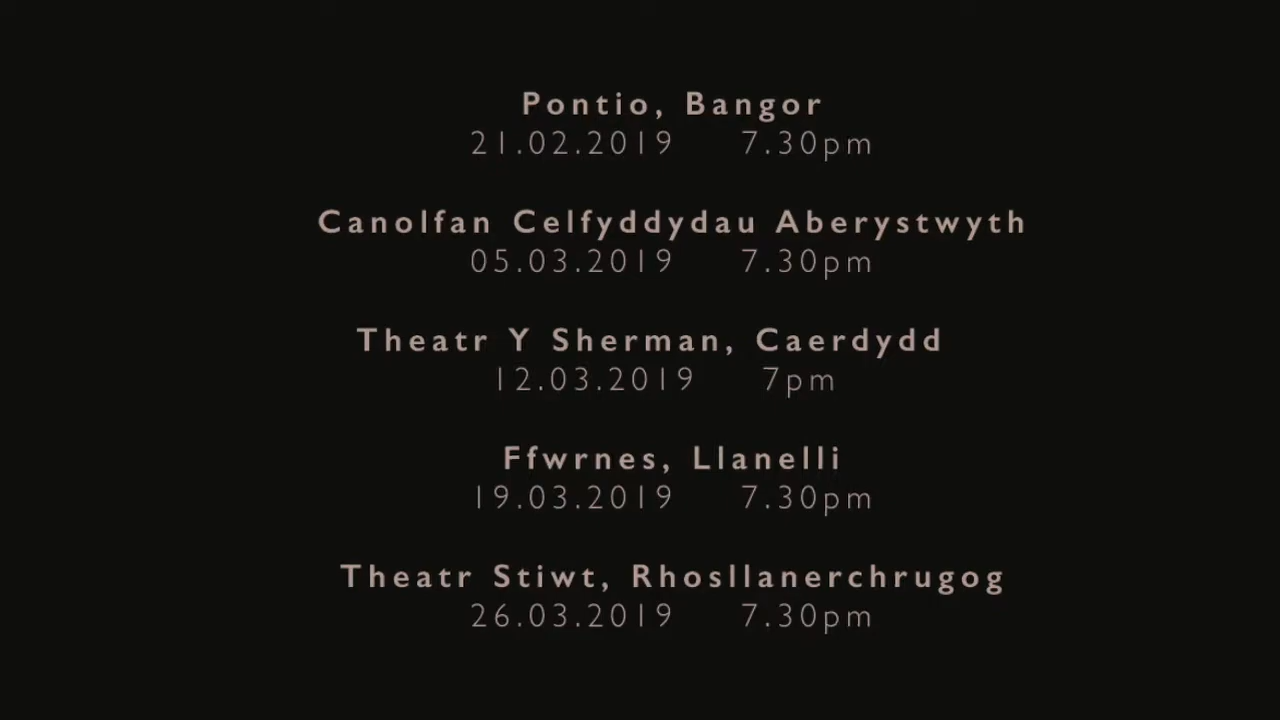 Pontio, Bangor
21.02.2019 7.30pm
Canolfan Celfyddydau Aberystwyth
05.03.2019 7.30pm
Theatr Y Sherman, Caerdydd
12.03.2019 7pm
Ffwrnes, Llanelli
19.03.2019 7.30pm
Theatr Stiwt, Rhosllanerchrugog
26.03.2019 7.30pm